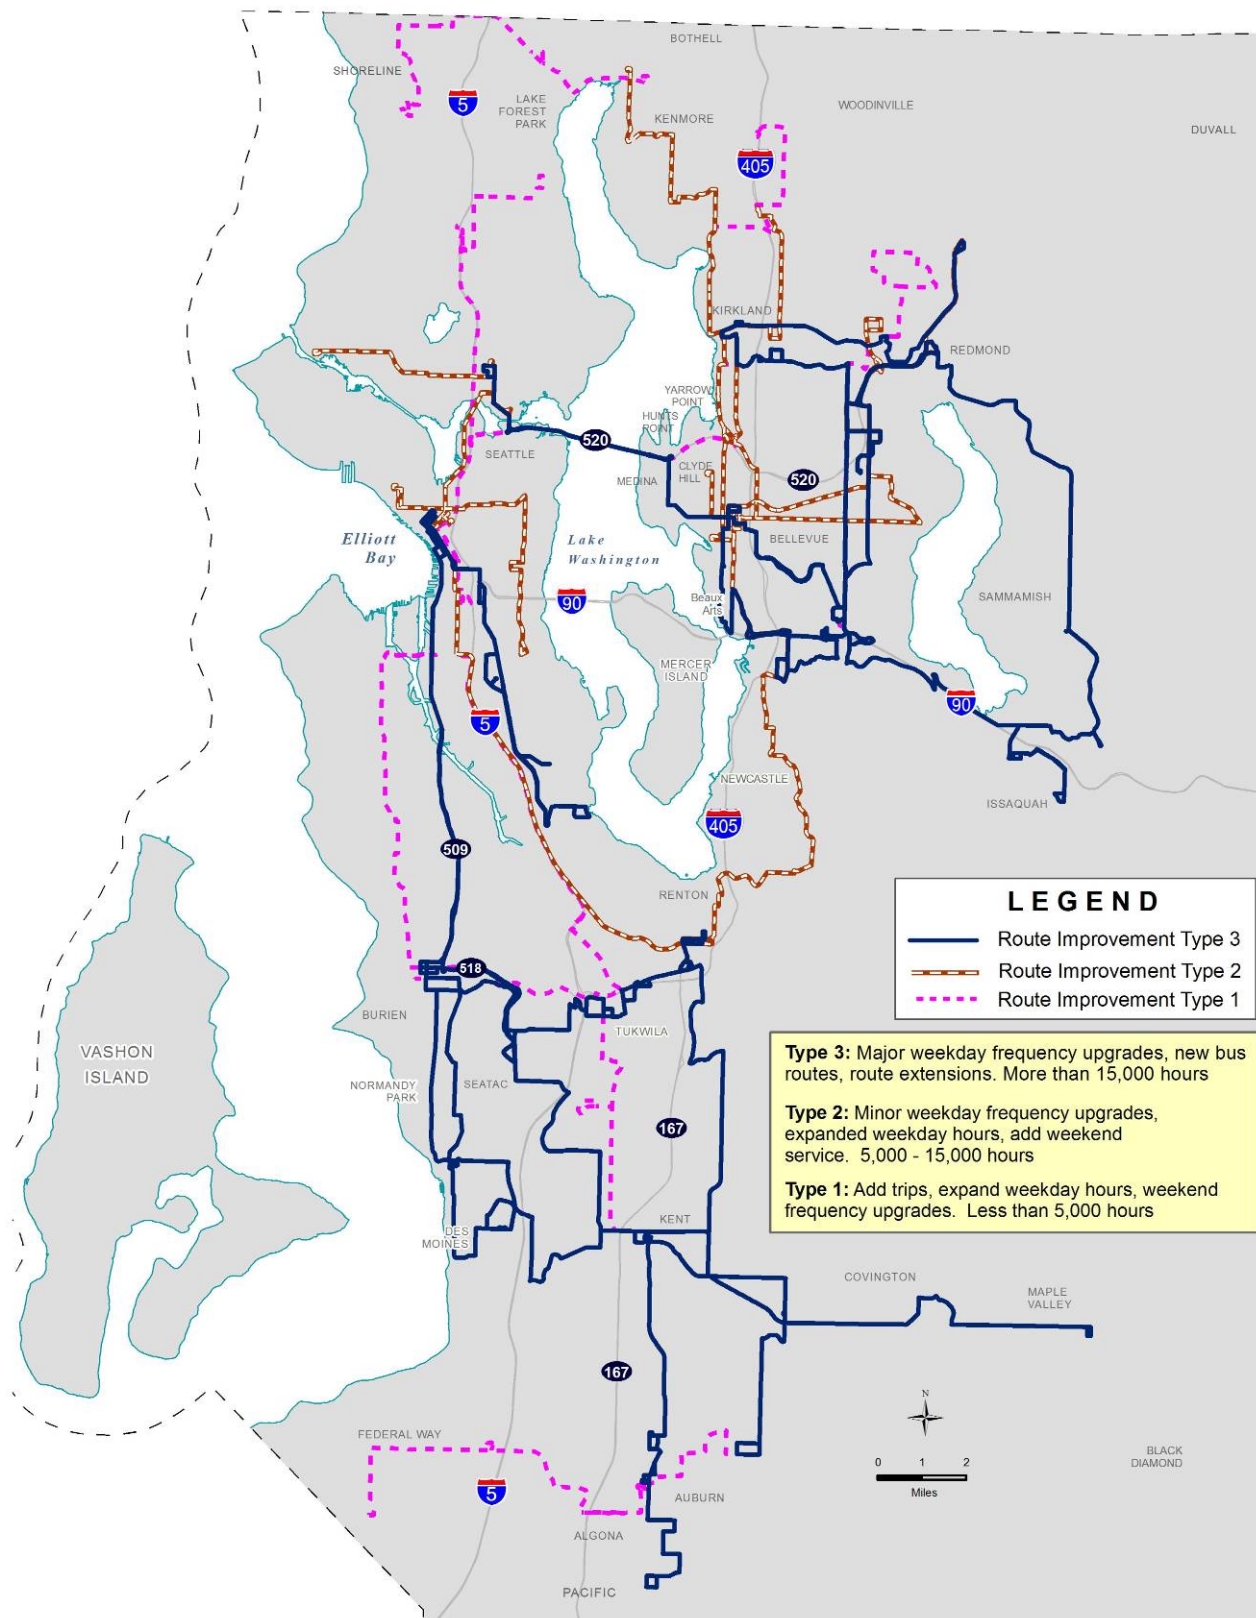 BOTHELL
SHORELINE
5
LAKE
FOREST
PARK
KENMORE
WOODINVILLE
DUVALL
405
KIRKLAND
REDMOND
YARROW
POINT
HUNTS
POINT
520
SEATTLE
CLYDE
HILL
MEDINA
520
Elliott
Bay
Lake
Washington
BELLEVUE
90
Beaux
Arts
SAMMAMISH
MERCER
ISLAND
90
5
NEWCASTLE
ISSAQUAH
405
509
RENTON
LEGEND
Route Improvement Type 3
Route Improvement Type 2
Route Improvement Type 1
518
BURIEN
TUKWILA
VASHON
ISLAND
NORMANDY
PARK
SEATAC
167
Type 3: Major weekday frequency upgrades, new bus
routes, route extensions. More than 15,000 hours
Type 2: Minor weekday frequency upgrades,
expanded weekday hours, add weekend
service. 5,000 - 15,000 hours
Type 1: Add trips, expand weekday hours, weekend
frequency upgrades. Less than 5,000 hours
KENT
DES
MOINES
COVINGTON
MAPLE
VALLEY
167
N
FEDERAL WAY
BLACK
DIAMOND
0 1 2
Miles
5
AUBURN
ALGONA
PACIFIC